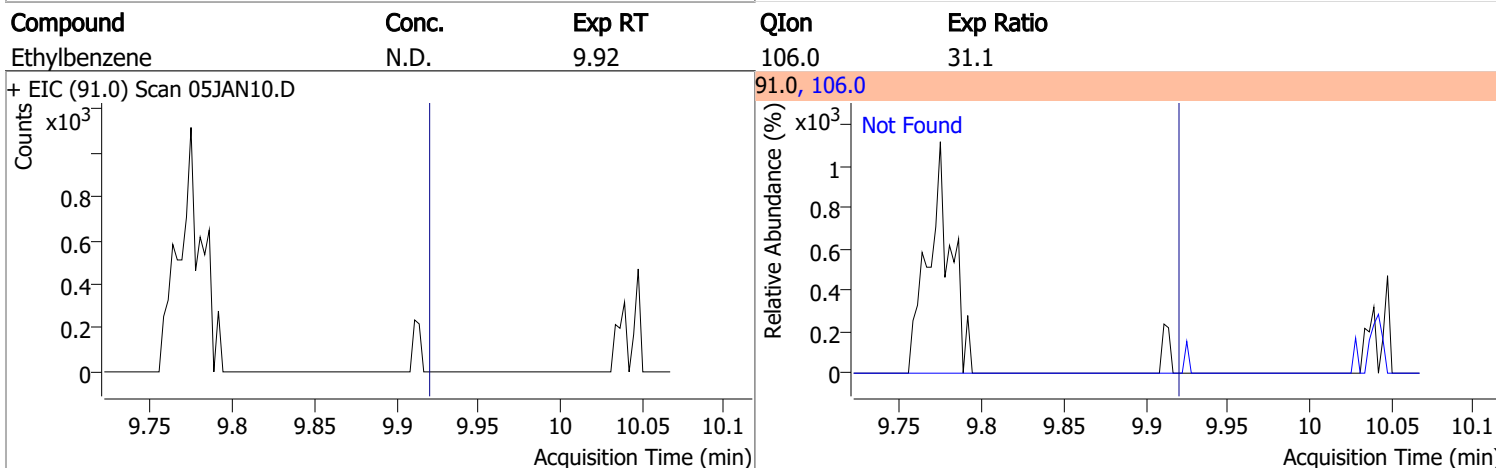 Compound Conc. Exp RT QIon Exp Ratio
Ethylbenzene N.D. 9.92 106.0 31.1
+ EIC (91.0) Scan 05JAN10.D
Counts
x10³
0.8
0.6
0.4
0.2
0
9.75 9.8 9.85 9.9 9.95 10 10.05 10.1
Acquisition Time (min)
91.0, 106.0
Relative Abundance (%)
x10³
Not Found
1
0.8
0.6
0.4
0.2
0
9.75 9.8 9.85 9.9 9.95 10 10.05 10.1
Acquisition Time (min)